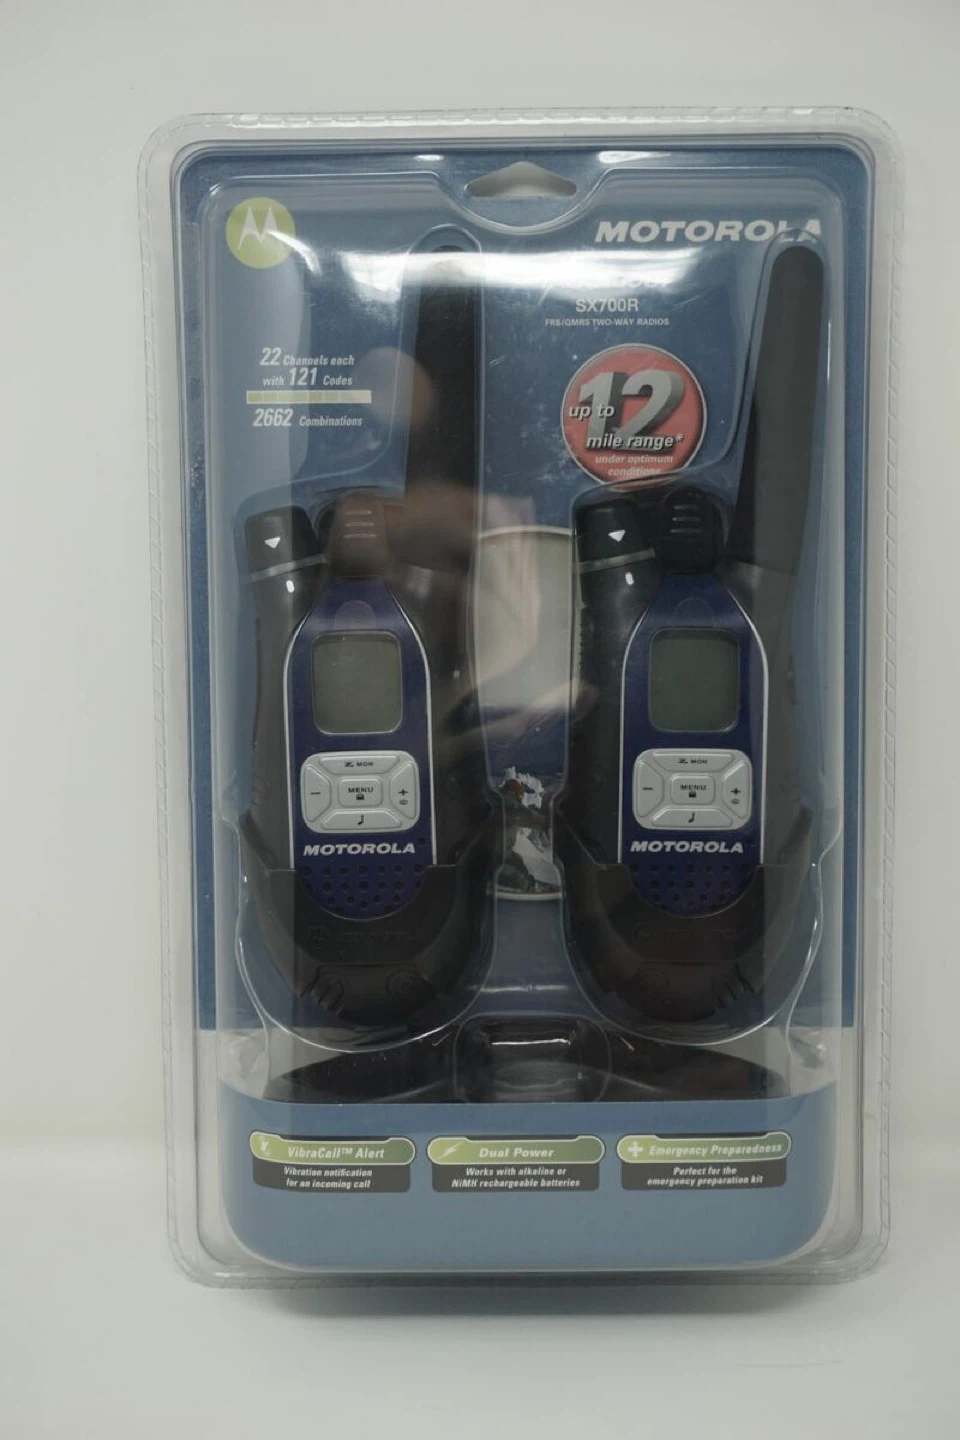 MOTOROLA
SX700R
FRS/GMRS TWO-WAY RADIOS
22 Channels each
with 121 Codes
2662 Combinations
up to 12
mile range*
under optimum
conditions
Z MON
− MENU +
MOTOROLA
Z MON
− MENU +
MOTOROLA
VibraCall™ Alert
Vibration notification
for an incoming call
Dual Power
Works with alkaline or
NiMH rechargeable batteries
Emergency Preparedness
Perfect for the
emergency preparation kit